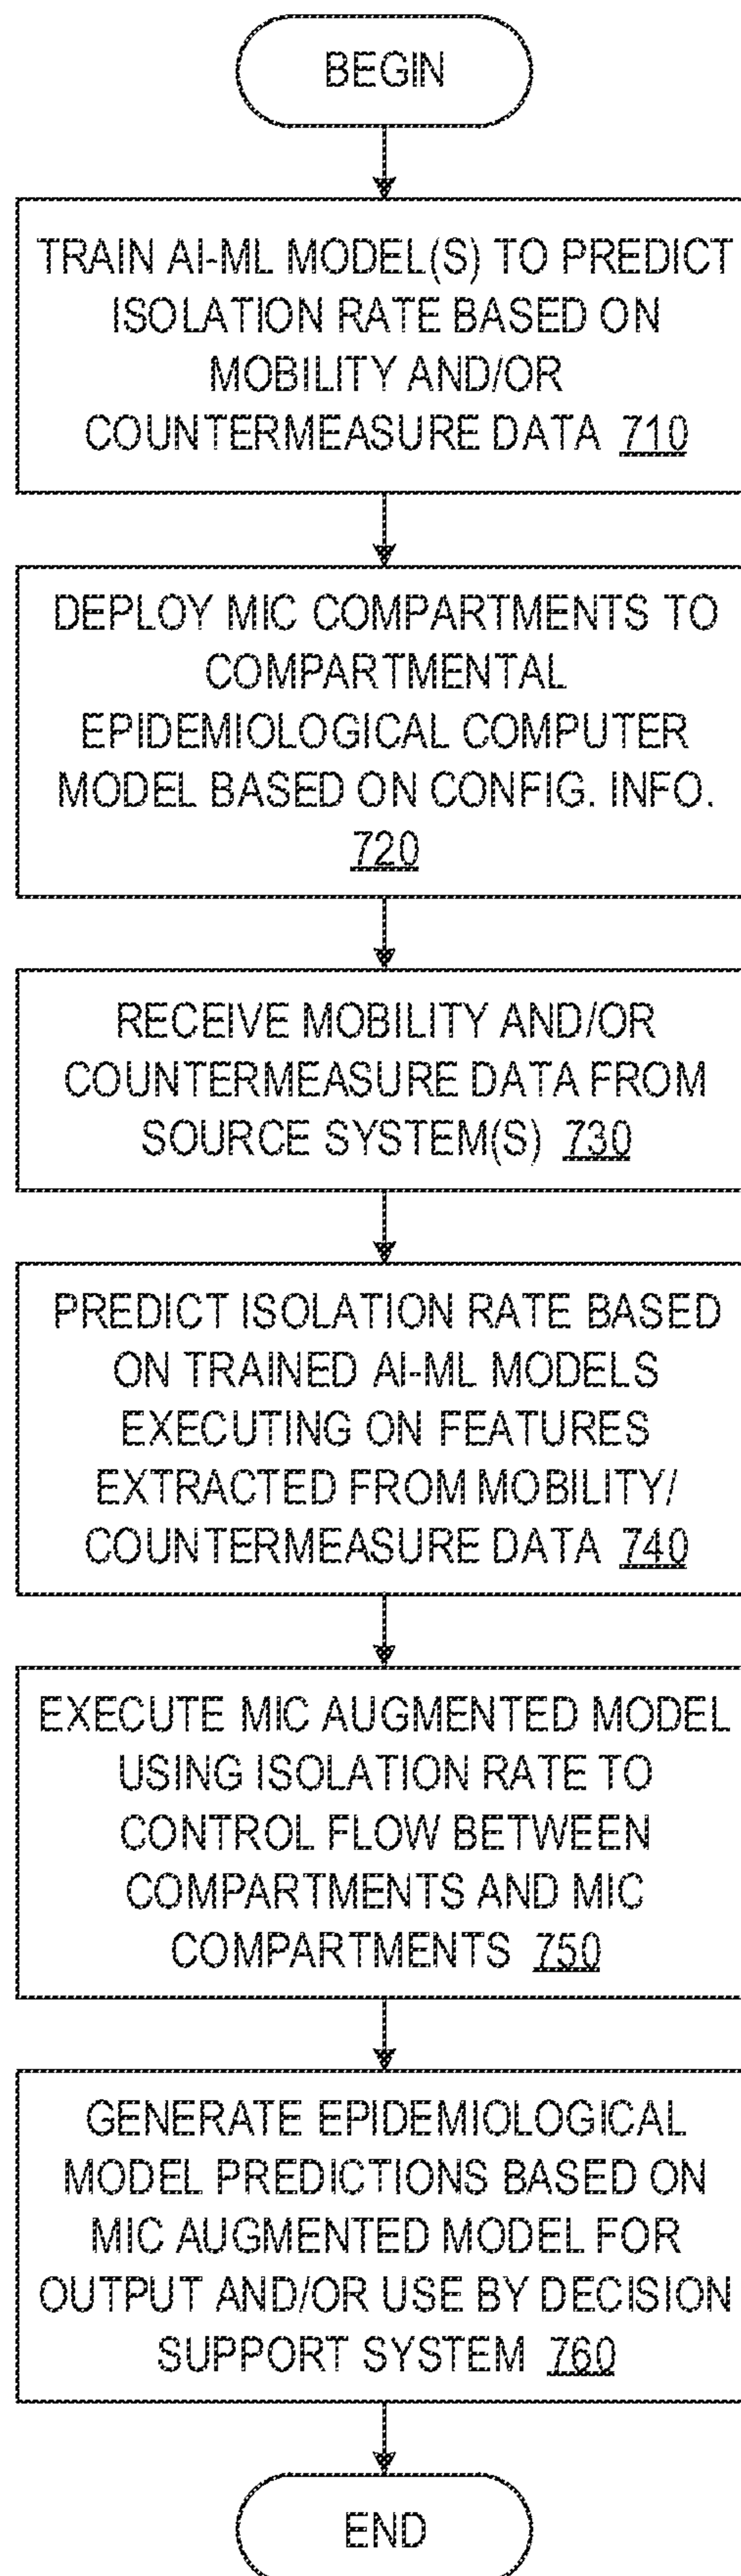 BEGIN
TRAIN AI-ML MODEL(S) TO PREDICT
ISOLATION RATE BASED ON
MOBILITY AND/OR
COUNTERMEASURE DATA 710
DEPLOY MIC COMPARTMENTS TO
COMPARTMENTAL
EPIDEMIOLOGICAL COMPUTER
MODEL BASED ON CONFIG. INFO.
720
RECEIVE MOBILITY AND/OR
COUNTERMEASURE DATA FROM
SOURCE SYSTEM(S) 730
PREDICT ISOLATION RATE BASED
ON TRAINED AI-ML MODELS
EXECUTING ON FEATURES
EXTRACTED FROM MOBILITY/
COUNTERMEASURE DATA 740
EXECUTE MIC AUGMENTED MODEL
USING ISOLATION RATE TO
CONTROL FLOW BETWEEN
COMPARTMENTS AND MIC
COMPARTMENTS 750
GENERATE EPIDEMIOLOGICAL
MODEL PREDICTIONS BASED ON
MIC AUGMENTED MODEL FOR
OUTPUT AND/OR USE BY DECISION
SUPPORT SYSTEM 760
END